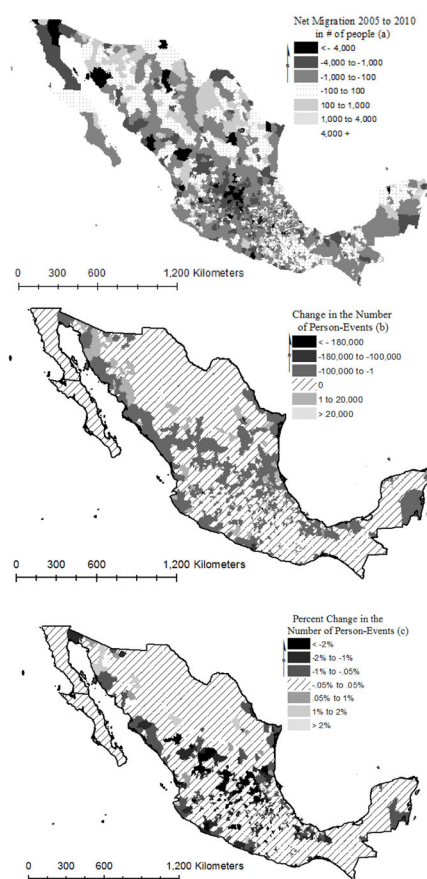 Net Migration 2005 to 2010
in # of people (a)
<- 4,000
-4,000 to -1,000
-1,000 to -100
-100 to 100
100 to 1,000
1,000 to 4,000
4,000 +
0 300 600 1,200 Kilometers
Change in the Number
of Person-Events (b)
< - 180,000
-180,000 to -100,000
-100,000 to -1
0
1 to 20,000
> 20,000
0 300 600 1,200 Kilometers
Percent Change in the
Number of Person-Events (c)
< -2%
-2% to -1%
-1% to -.05%
-.05% to .05%
.05% to 1%
1% to 2%
> 2%
0 300 600 1,200 Kilometers